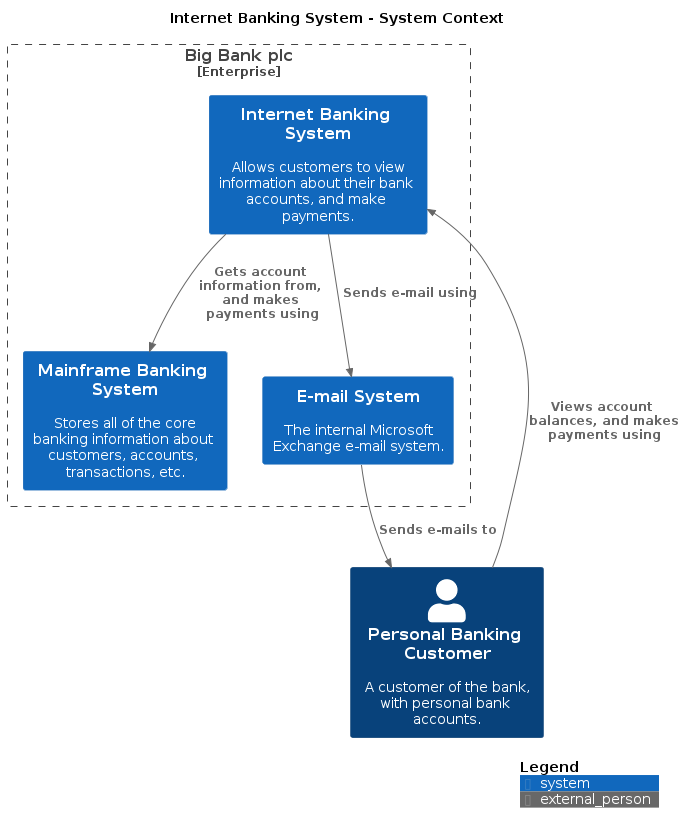 Internet Banking System - System Context
Big Bank plc
[Enterprise]
Internet Banking
System
Allows customers to view
information about their bank
accounts, and make
payments.
Gets account
information from,
and makes
payments using
Sends e-mail using
Mainframe Banking
System
Stores all of the core
banking information about
customers, accounts,
transactions, etc.
E-mail System
The internal Microsoft
Exchange e-mail system.
Views account
balances, and makes
payments using
Sends e-mails to
Personal Banking
Customer
A customer of the bank,
with personal bank
accounts.
Legend
system
external_person